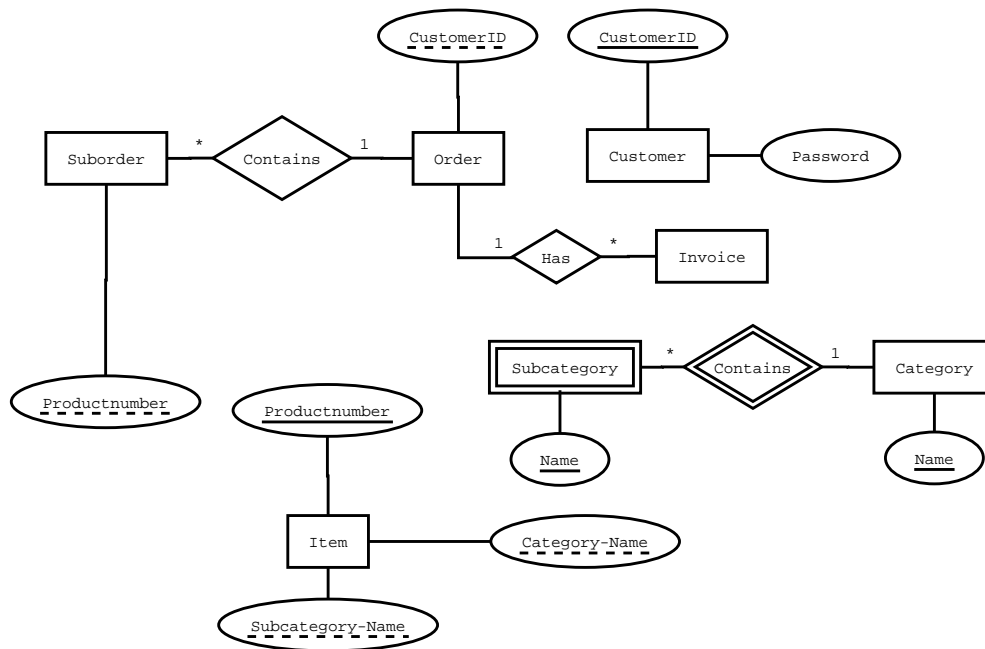 CustomerID
CustomerID
Suborder
*
Contains
1
Order
Customer
Password
1
Has
*
Invoice
Subcategory
*
Contains
1
Category
Productnumber
Productnumber
Name
Name
Item
Category-Name
Subcategory-Name